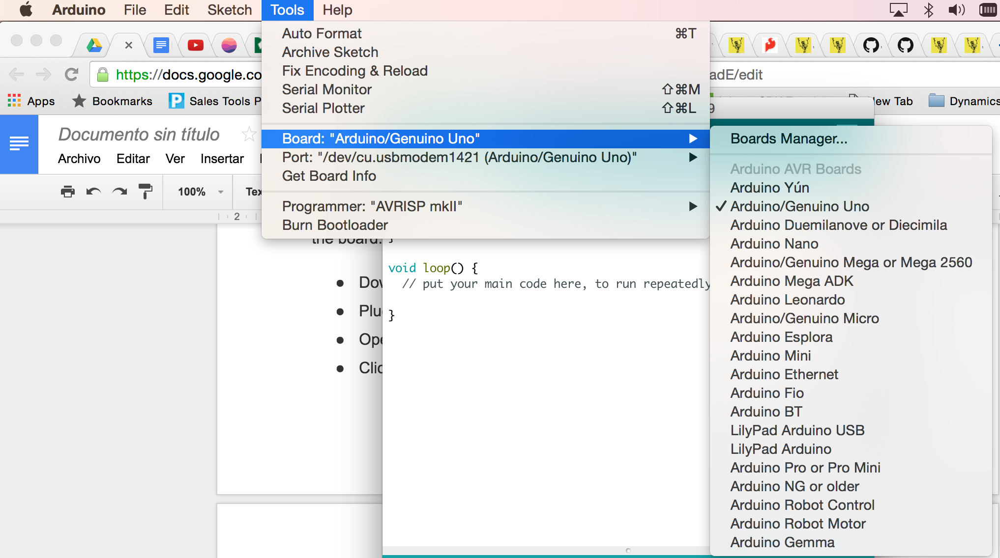 Arduino File Edit Sketch Tools Help
Auto Format ⌘T
Archive Sketch
Fix Encoding & Reload
Serial Monitor ⇧⌘M
Serial Plotter ⇧⌘L
Board: "Arduino/Genuino Uno"
Port: "/dev/cu.usbmodem1421 (Arduino/Genuino Uno)"
Get Board Info
Programmer: "AVRISP mkII"
Burn Bootloader
Boards Manager...
Arduino AVR Boards
Arduino Yún
✓ Arduino/Genuino Uno
Arduino Duemilanove or Diecimila
Arduino Nano
Arduino/Genuino Mega or Mega 2560
Arduino Mega ADK
Arduino Leonardo
Arduino/Genuino Micro
Arduino Esplora
Arduino Mini
Arduino Ethernet
Arduino Fio
Arduino BT
LilyPad Arduino USB
LilyPad Arduino
Arduino Pro or Pro Mini
Arduino NG or older
Arduino Robot Control
Arduino Robot Motor
Arduino Gemma
https://docs.google.co adE/edit
Apps Bookmarks Sales Tools P New Tab Dynamics
9
Documento sin título
Archivo Editar Ver Insertar
100% Tex
2
the board.
Dow
Plu
Ope
Clic
}
void loop() {
// put your main code here, to run repeatedly
}